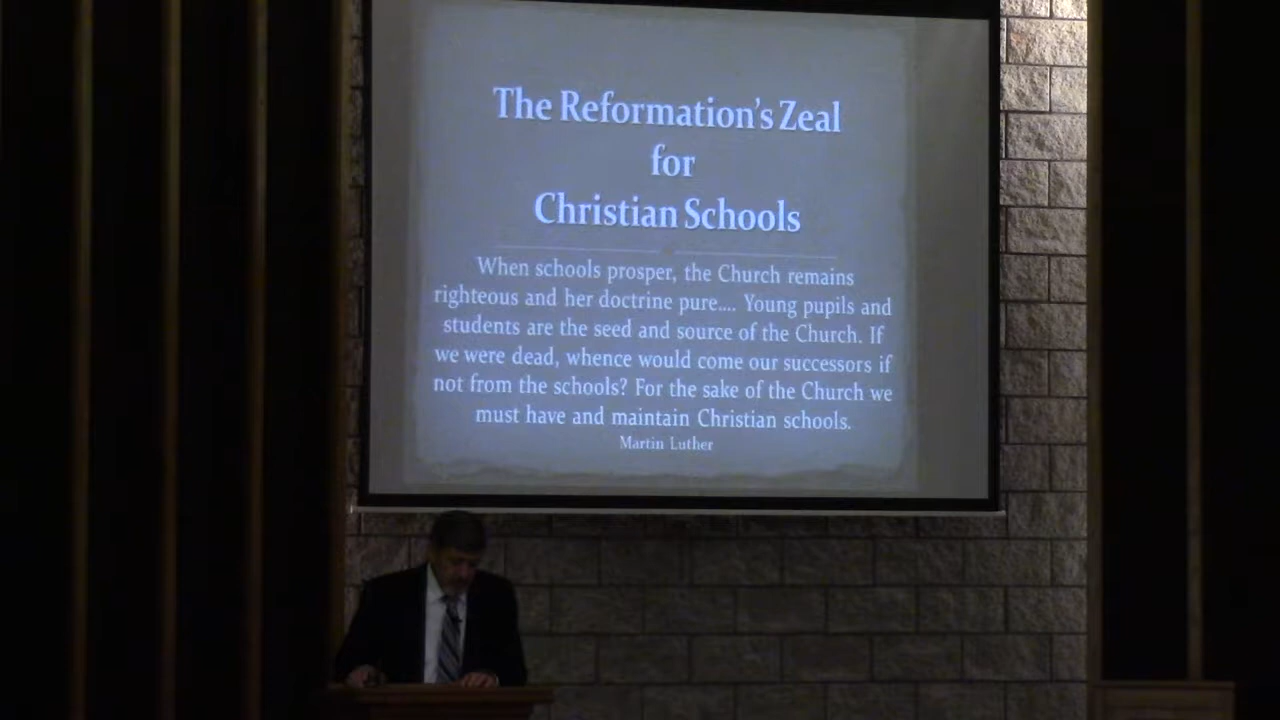 The Reformation's Zeal
for
Christian Schools
When schools prosper, the Church remains
righteous and her doctrine pure.... Young pupils and
students are the seed and source of the Church. If
we were dead, whence would come our successors if
not from the schools? For the sake of the Church we
must have and maintain Christian schools.
Martin Luther